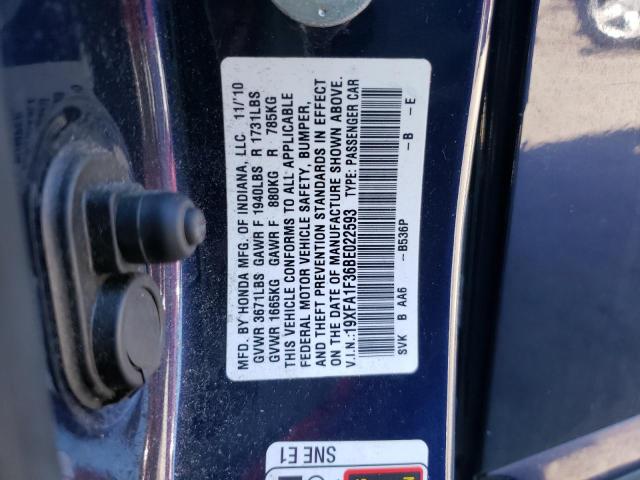 MFD. BY HONDA MFG. OF INDIANA, LLC 11/'10
GVWR 3671LBS GAWR F 1940LBS R 1731LBS
GVWR 1665KG GAWR F 880KG R 785KG
THIS VEHICLE CONFORMS TO ALL APPLICABLE
FEDERAL MOTOR VEHICLE SAFETY, BUMPER,
AND THEFT PREVENTION STANDARDS IN EFFECT
ON THE DATE OF MANUFACTURE SHOWN ABOVE.
V.I.N.:19XFA1F36BE022593 TYPE: PASSENGER CAR
SVK B AA6 -B536P -B -E
SNE E1